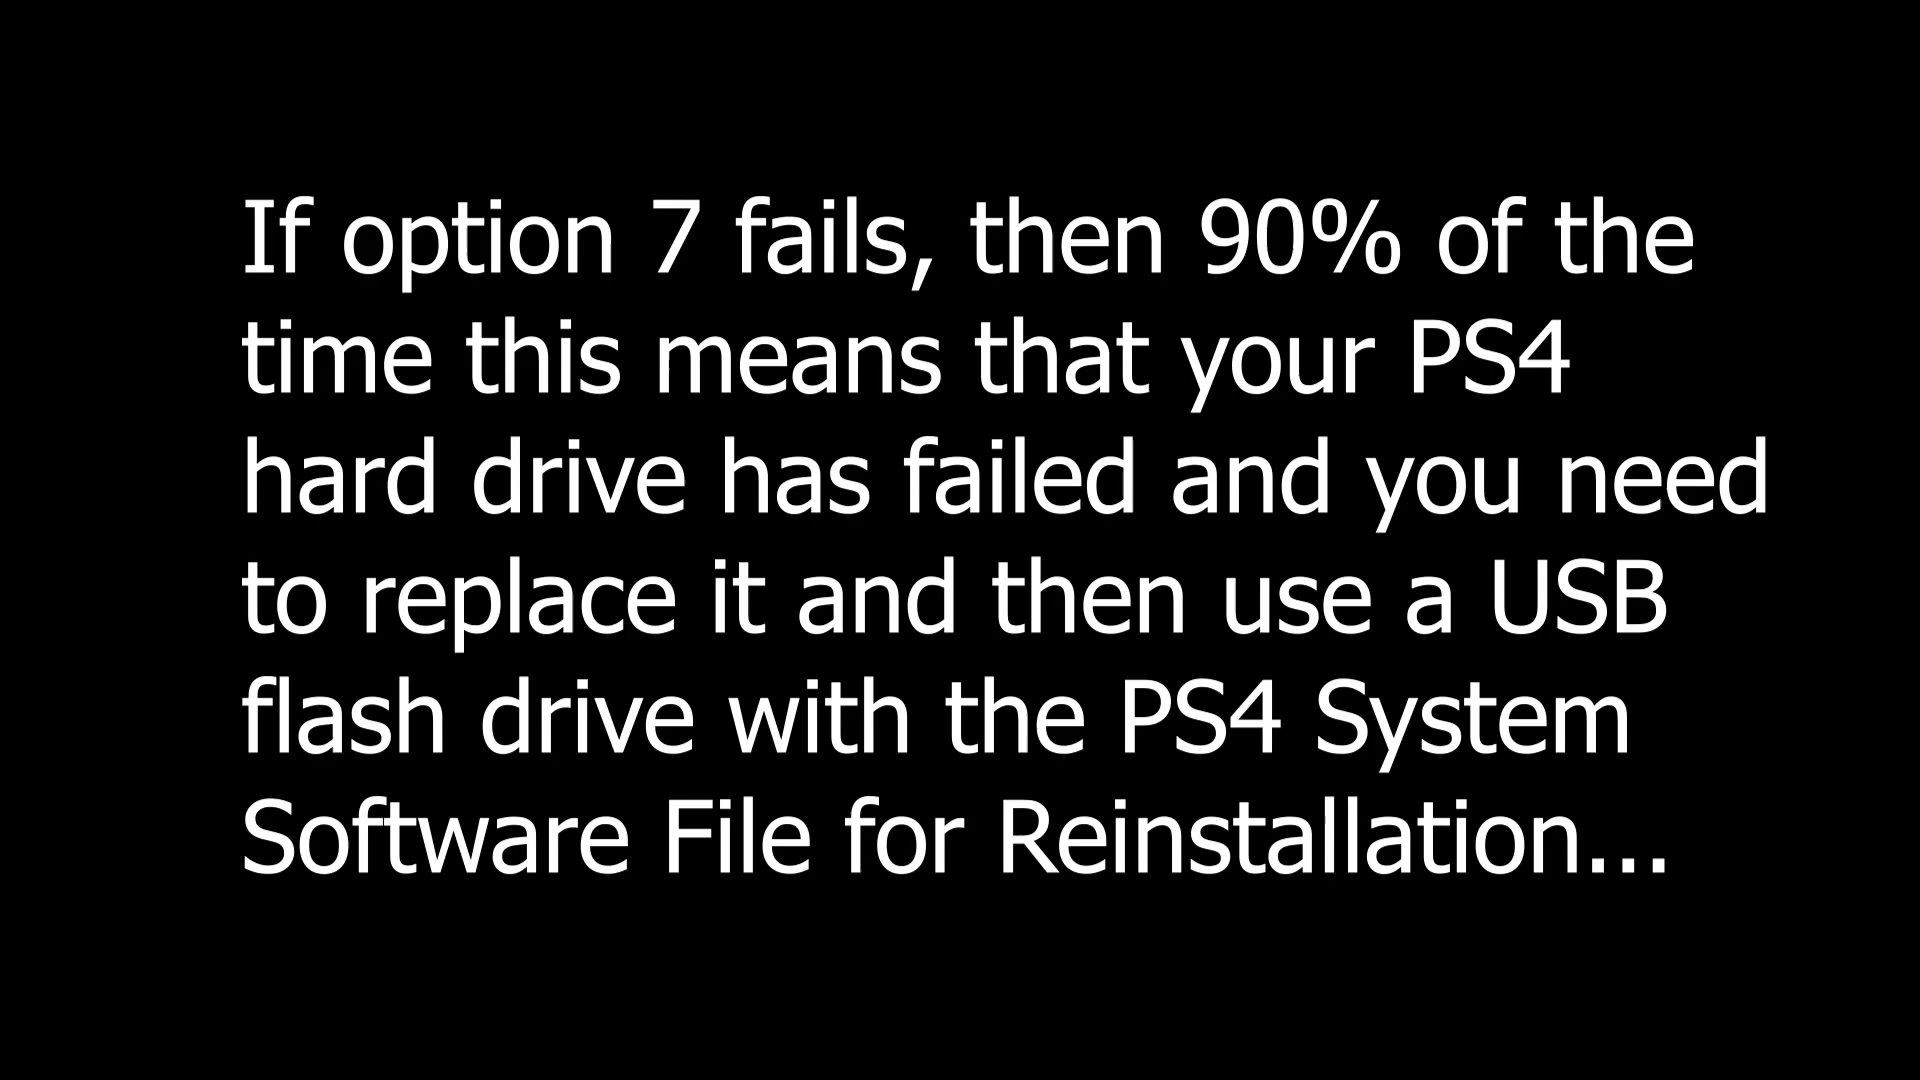 If option 7 fails, then 90% of the
time this means that your PS4
hard drive has failed and you need
to replace it and then use a USB
flash drive with the PS4 System
Software File for Reinstallation...